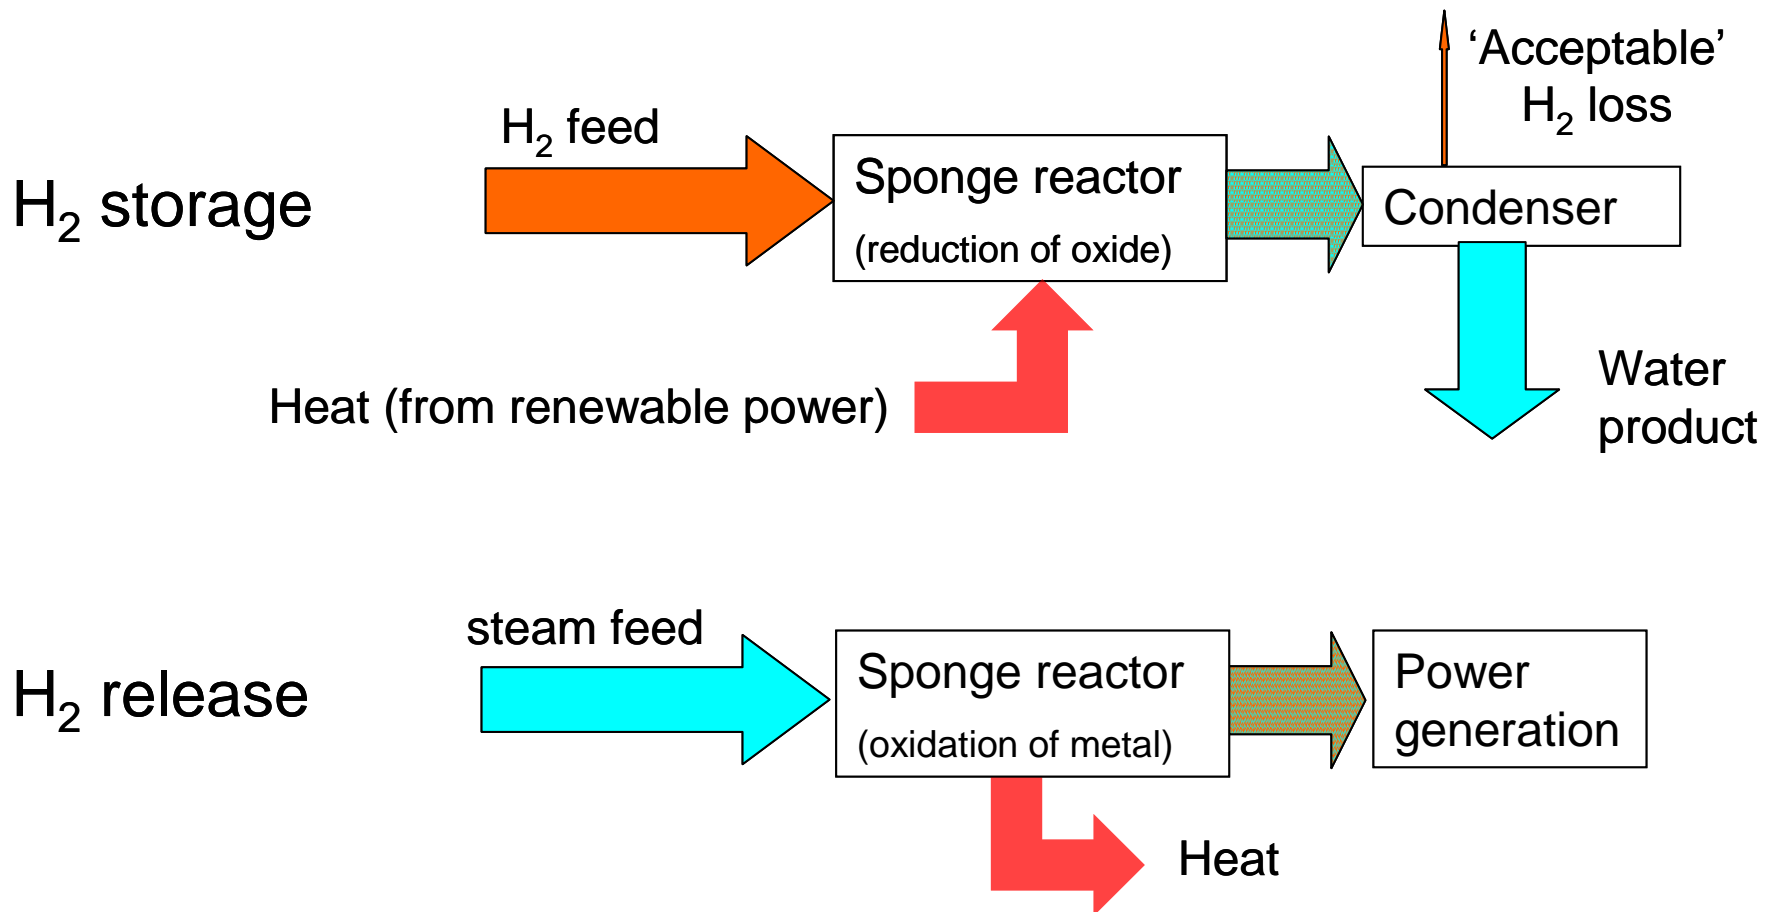 ‘Acceptable’
H₂ loss
H₂ feed
H₂ storage
Sponge reactor
(reduction of oxide)
Condenser
Heat (from renewable power)
Water
product
steam feed
H₂ release
Sponge reactor
(oxidation of metal)
Power
generation
Heat